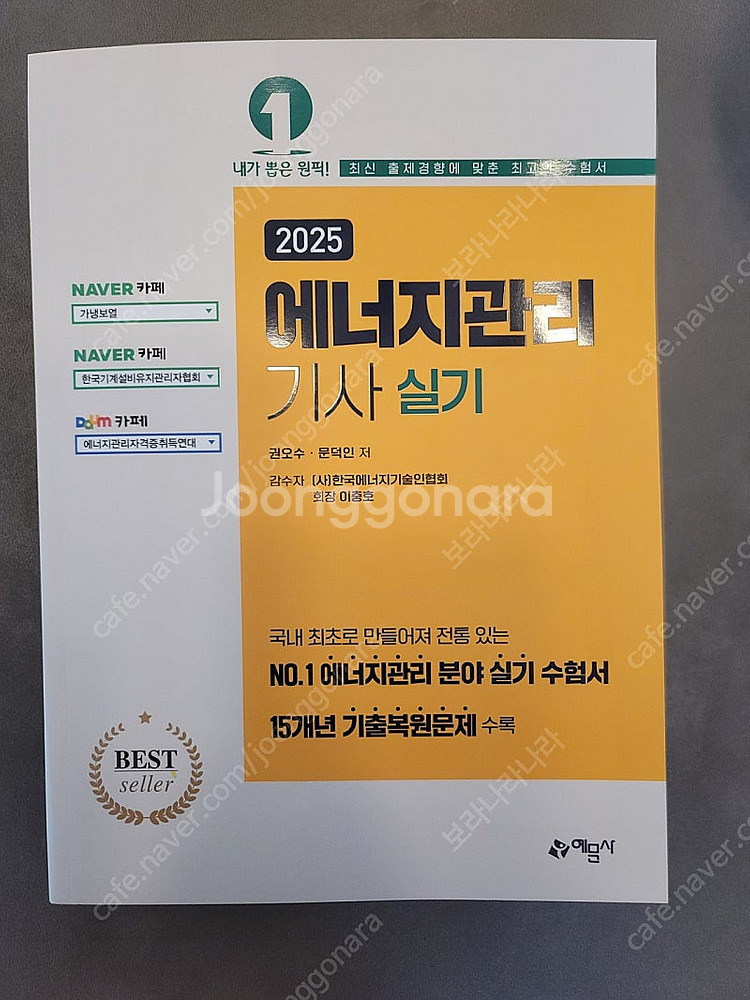 1
내가 뽑은 원픽!
최신 출제경향에 맞춘 최고의 수험서
2025
에너지관리
기사 실기
권오수 · 문덕인 저
감수자 (사)한국에너지기술인협회
회장 이충호
NAVER 카페
가냉보열
NAVER 카페
한국기계설비유지관리자협회
Daum 카페
에너지관리자격증취득연대
Joonggonara
국내 최초로 만들어져 전통 있는
NO.1 에너지관리 분야 실기 수험서
15개년 기출복원문제 수록
BEST
seller
예문사
cafe.naver.com/joonggonara
보라나라나라